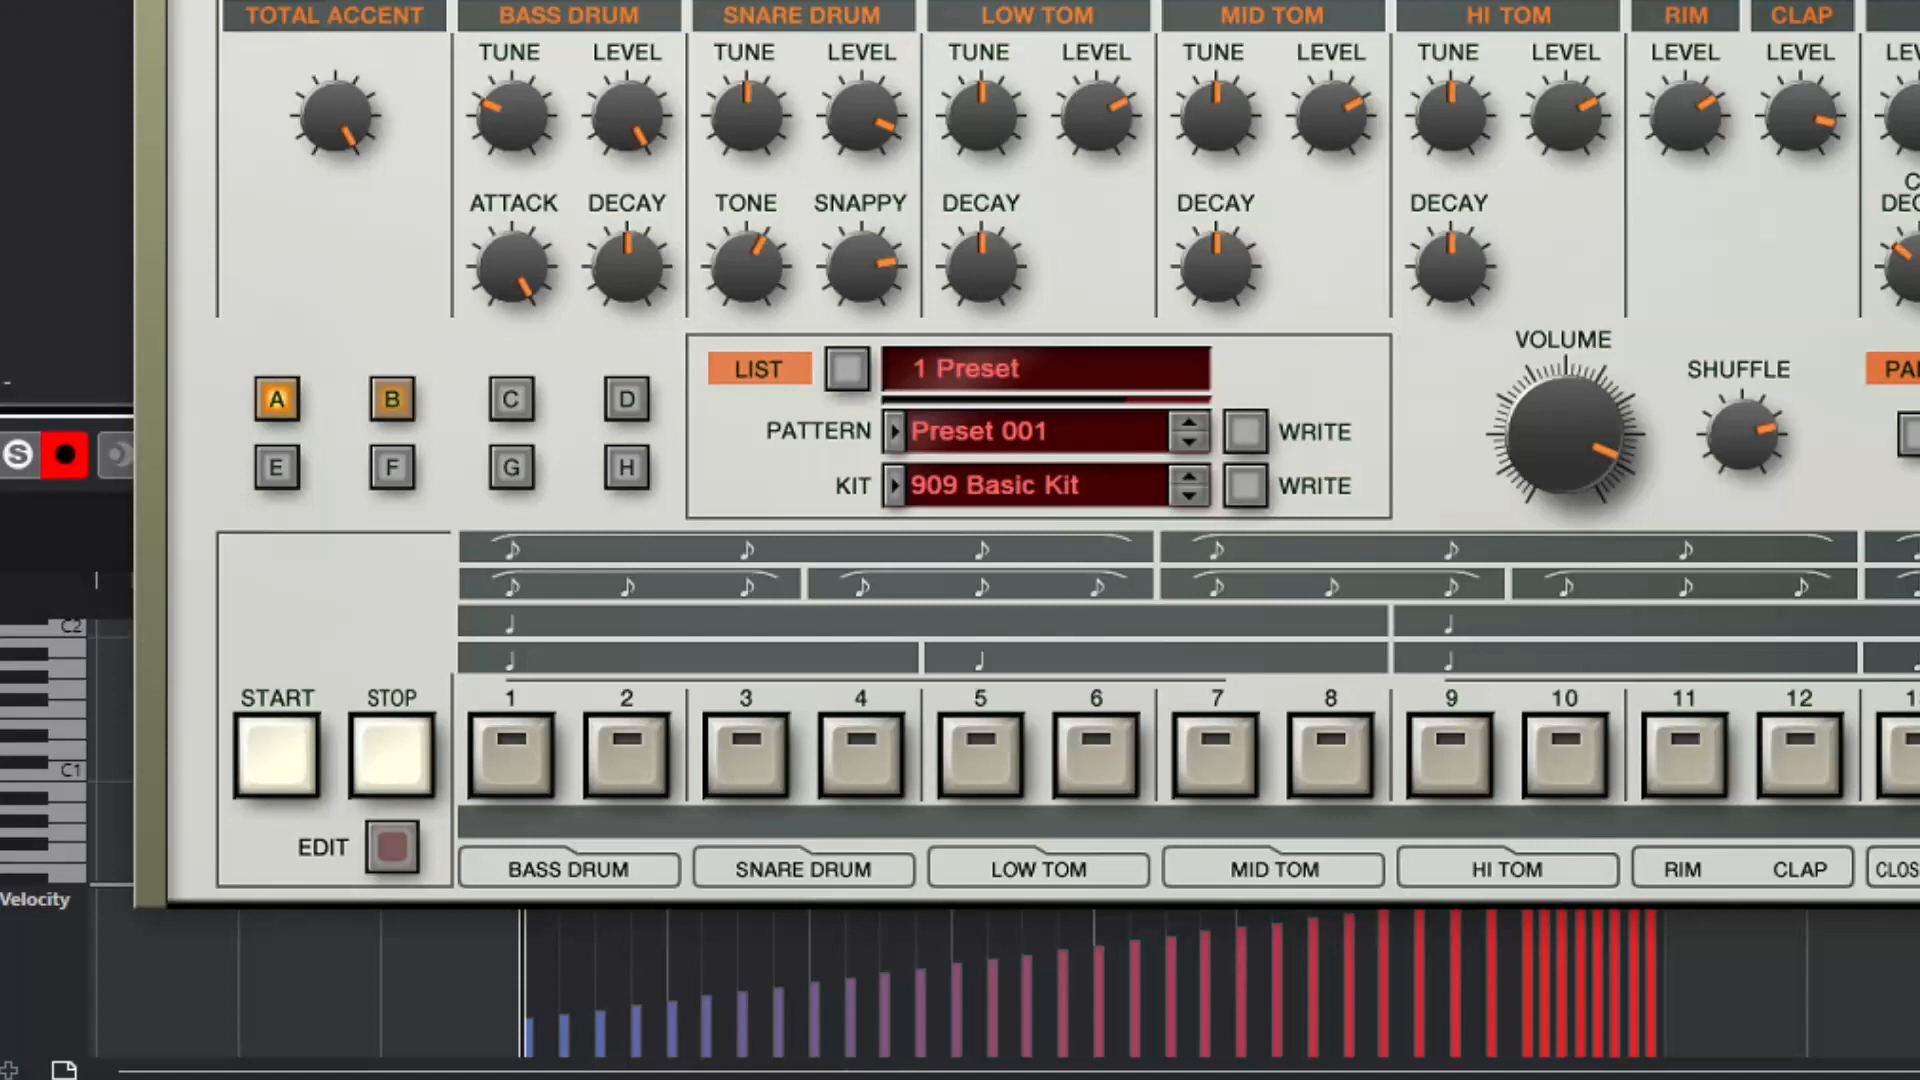 TOTAL ACCENT BASS DRUM SNARE DRUM LOW TOM MID TOM HI TOM RIM CLAP
TUNE LEVEL TUNE LEVEL TUNE LEVEL TUNE LEVEL TUNE LEVEL LEVEL LEVEL
ATTACK DECAY TONE SNAPPY DECAY DECAY DECAY
VOLUME
A B C D LIST 1 Preset SHUFFLE
PATTERN Preset 001 WRITE
S
E F G H KIT 909 Basic Kit WRITE
C2
START STOP 1 2 3 4 5 6 7 8 9 10 11 12
C1
EDIT
BASS DRUM SNARE DRUM LOW TOM MID TOM HI TOM RIM CLAP
Velocity